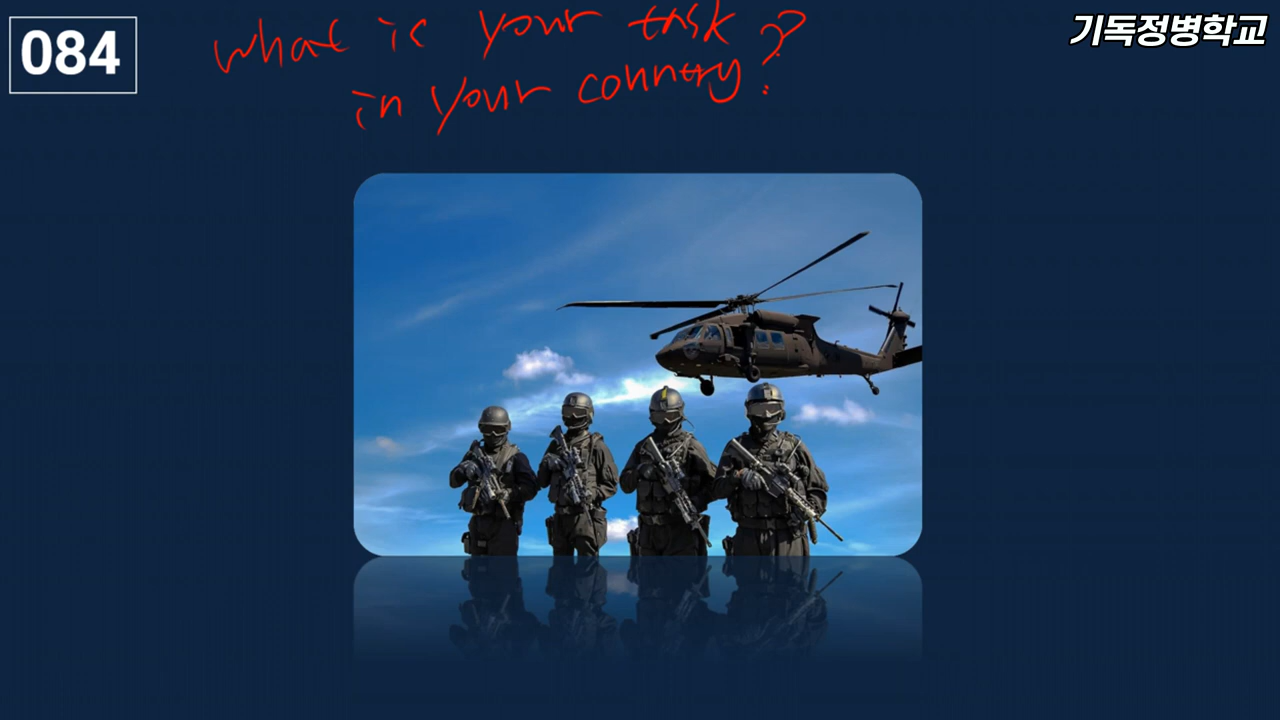 084
what is your task ?
in your country ?
기독정병학교